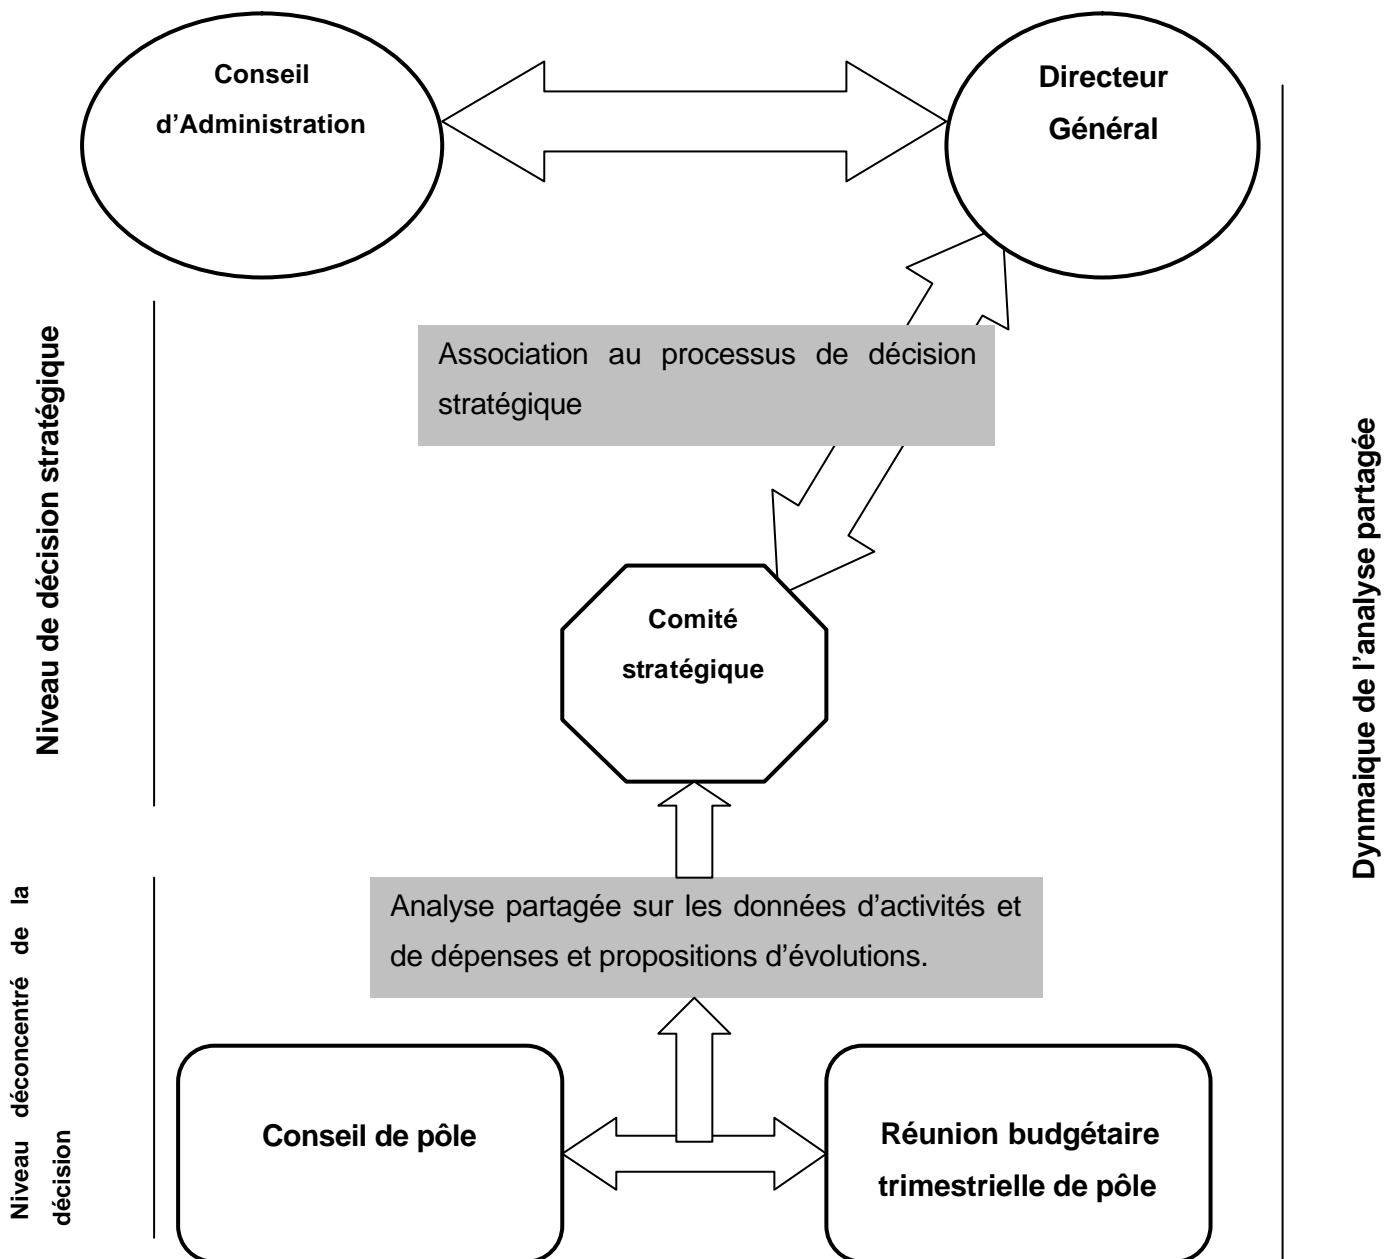 Conseil
d'Administration
Directeur
Général
Niveau de décision stratégique
Association au processus de décision
stratégique
Dynmaique de l'analyse partagée
Comité
stratégique
Niveau déconcentré de la
décision
Analyse partagée sur les données d'activités et
de dépenses et propositions d'évolutions.
Conseil de pôle
Réunion budgétaire
trimestrielle de pôle